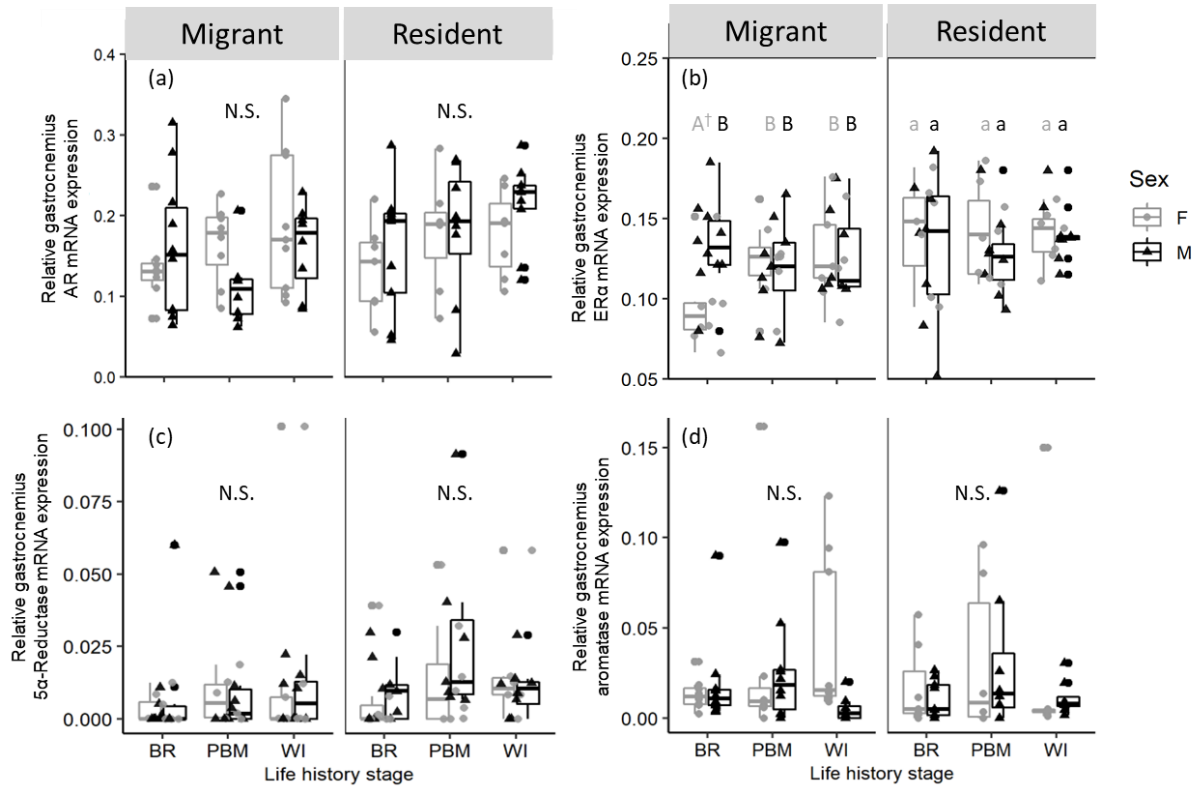 Migrant
Resident
Migrant
Resident
(a)
N.S.
N.S.
0.4
0.3
0.2
0.1
0.0
Relative gastrocnemius
AR mRNA expression
(b)
A† B
B B
B B
a a
a a
a a
0.25
0.20
0.15
0.10
0.05
Relative gastrocnemius
ERα mRNA expression
Sex
F
M
(c)
N.S.
N.S.
0.100
0.075
0.050
0.025
0.000
Relative gastrocnemius
5α-Reductase mRNA expression
BR
PBM
WI
BR
PBM
WI
Life history stage
(d)
N.S.
N.S.
0.15
0.10
0.05
0.00
Relative gastrocnemius
aromatase mRNA expression
BR
PBM
WI
BR
PBM
WI
Life history stage